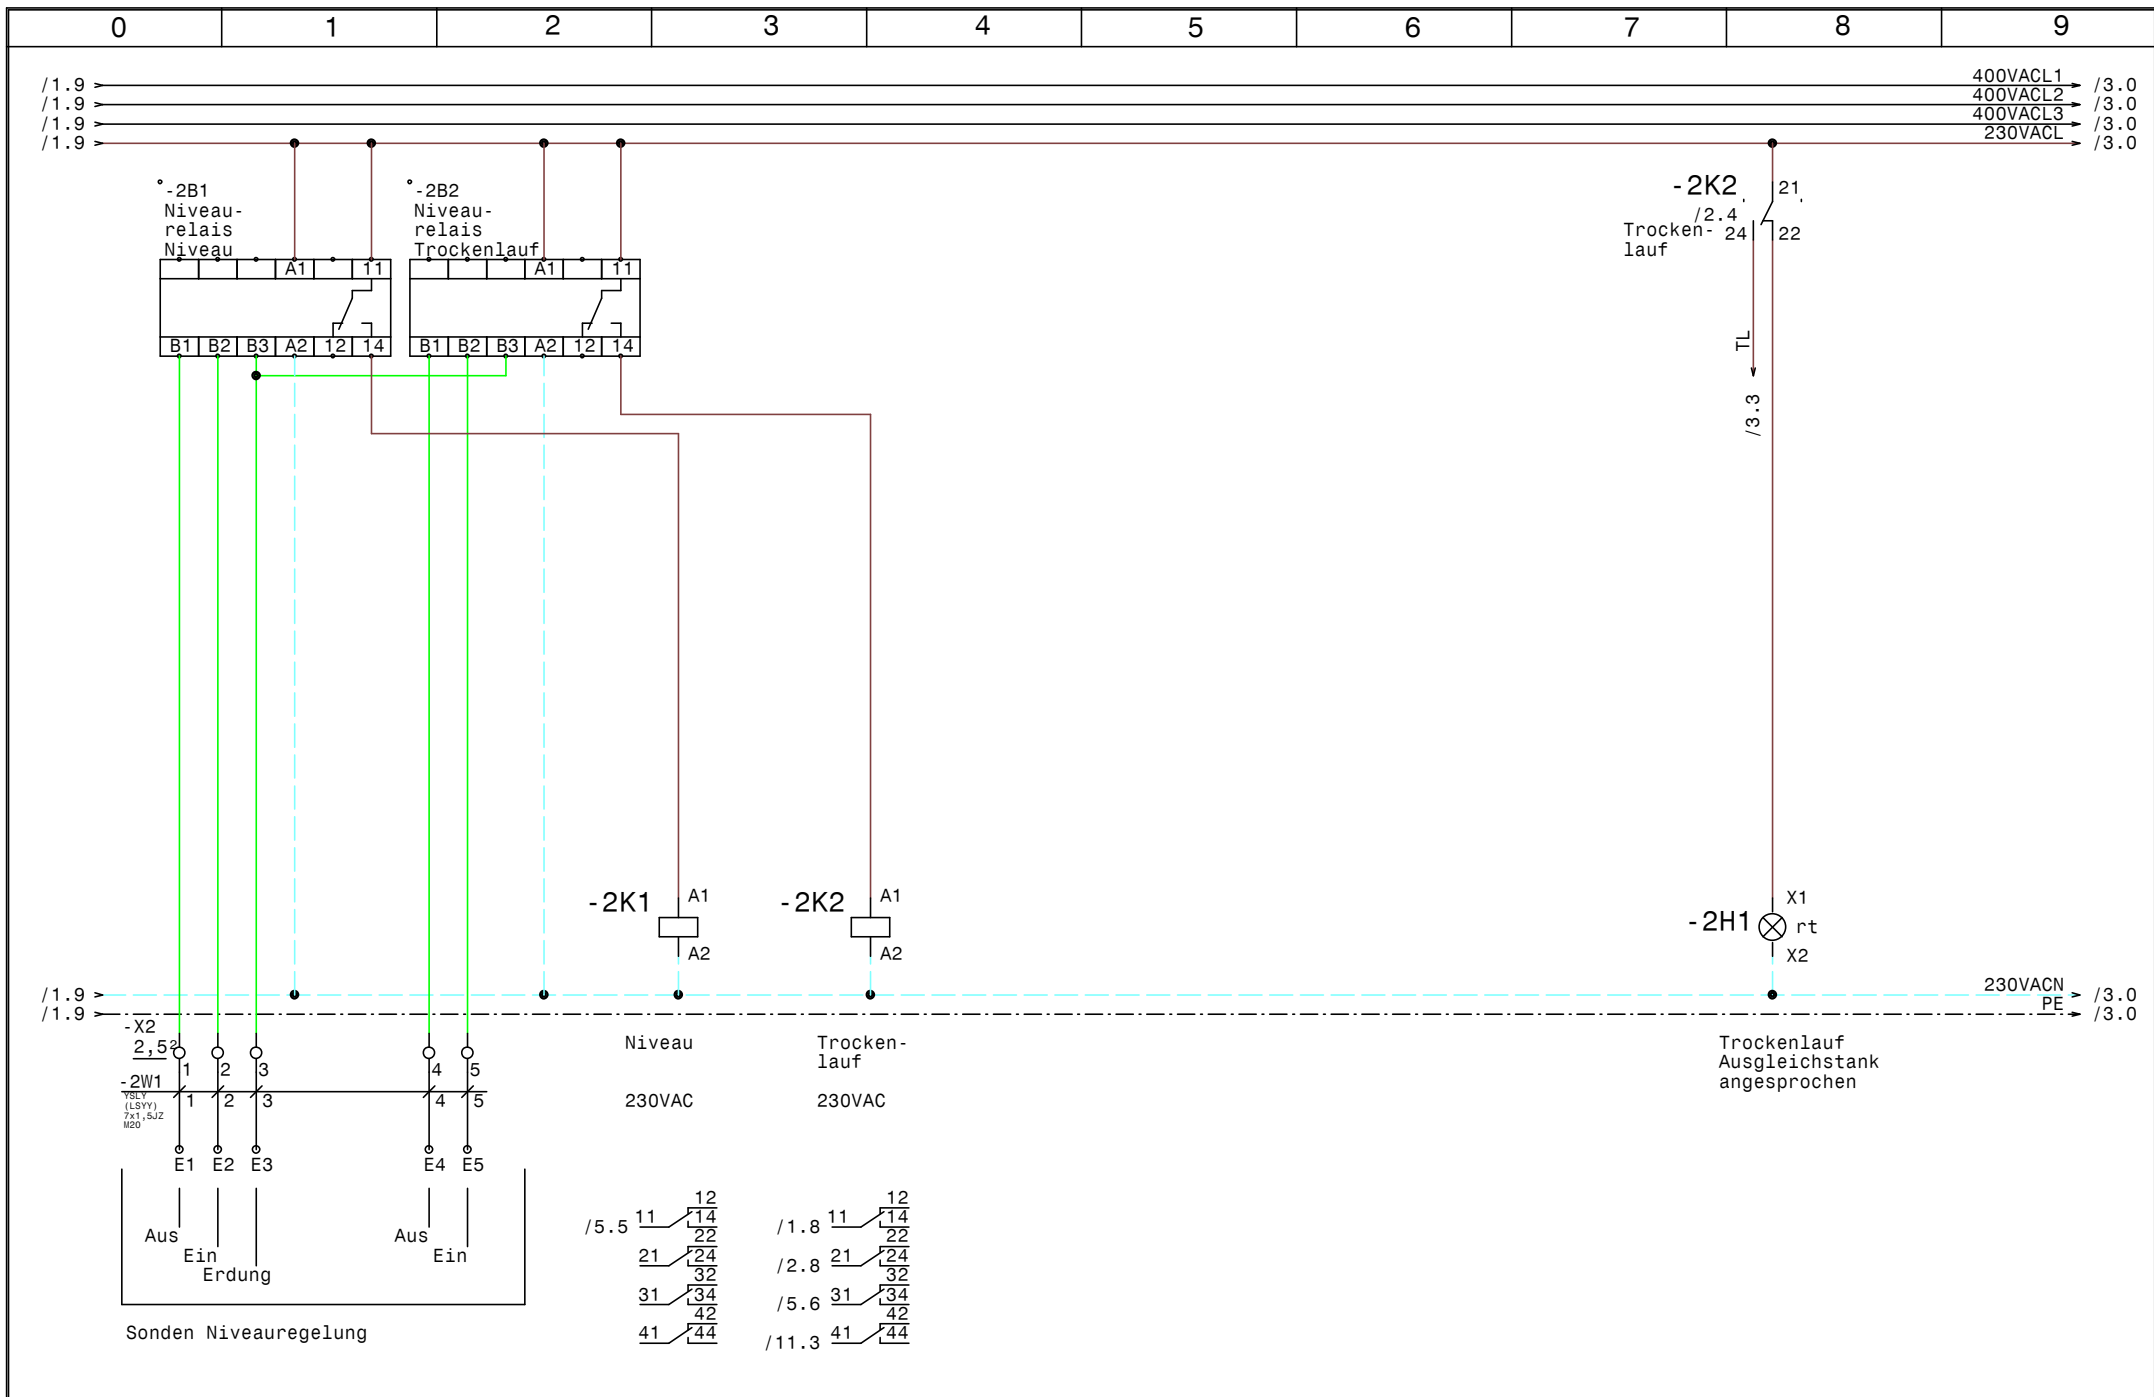 0 1 2 3 4 5 6 7 8 9
/1.9 400VACL1 /3.0
/1.9 400VACL2 /3.0
/1.9 400VACL3 /3.0
/1.9 230VACL /3.0
-2B1
Niveau-
relais
Niveau
A1 11
B1 B2 B3 A2 12 14
-2B2
Niveau-
relais
Trockenlauf
A1 11
B1 B2 B3 A2 12 14
-2K2 21
/2.4
Trocken- 24 22
lauf
TL
/3.3
-2K1 A1
A2
-2K2 A1
A2
-2H1 X1
rt
X2
/1.9 230VACN /3.0
/1.9 PE /3.0
-X2
2,5²
1 2 3 4 5
-2W1
YSLY
(LSYY)
7x1,5JZ
M20
1 2 3 4 5
E1 E2 E3 E4 E5
Aus Aus
Ein Ein
Erdung
Sonden Niveauregelung
Niveau
230VAC
Trocken-
lauf
230VAC
Trockenlauf
Ausgleichstank
angesprochen
12
/5.5 11 14
22
21 24
32
31 34
42
41 44
12
/1.8 11 14
22
/2.8 21 24
32
/5.6 31 34
42
/11.3 41 44